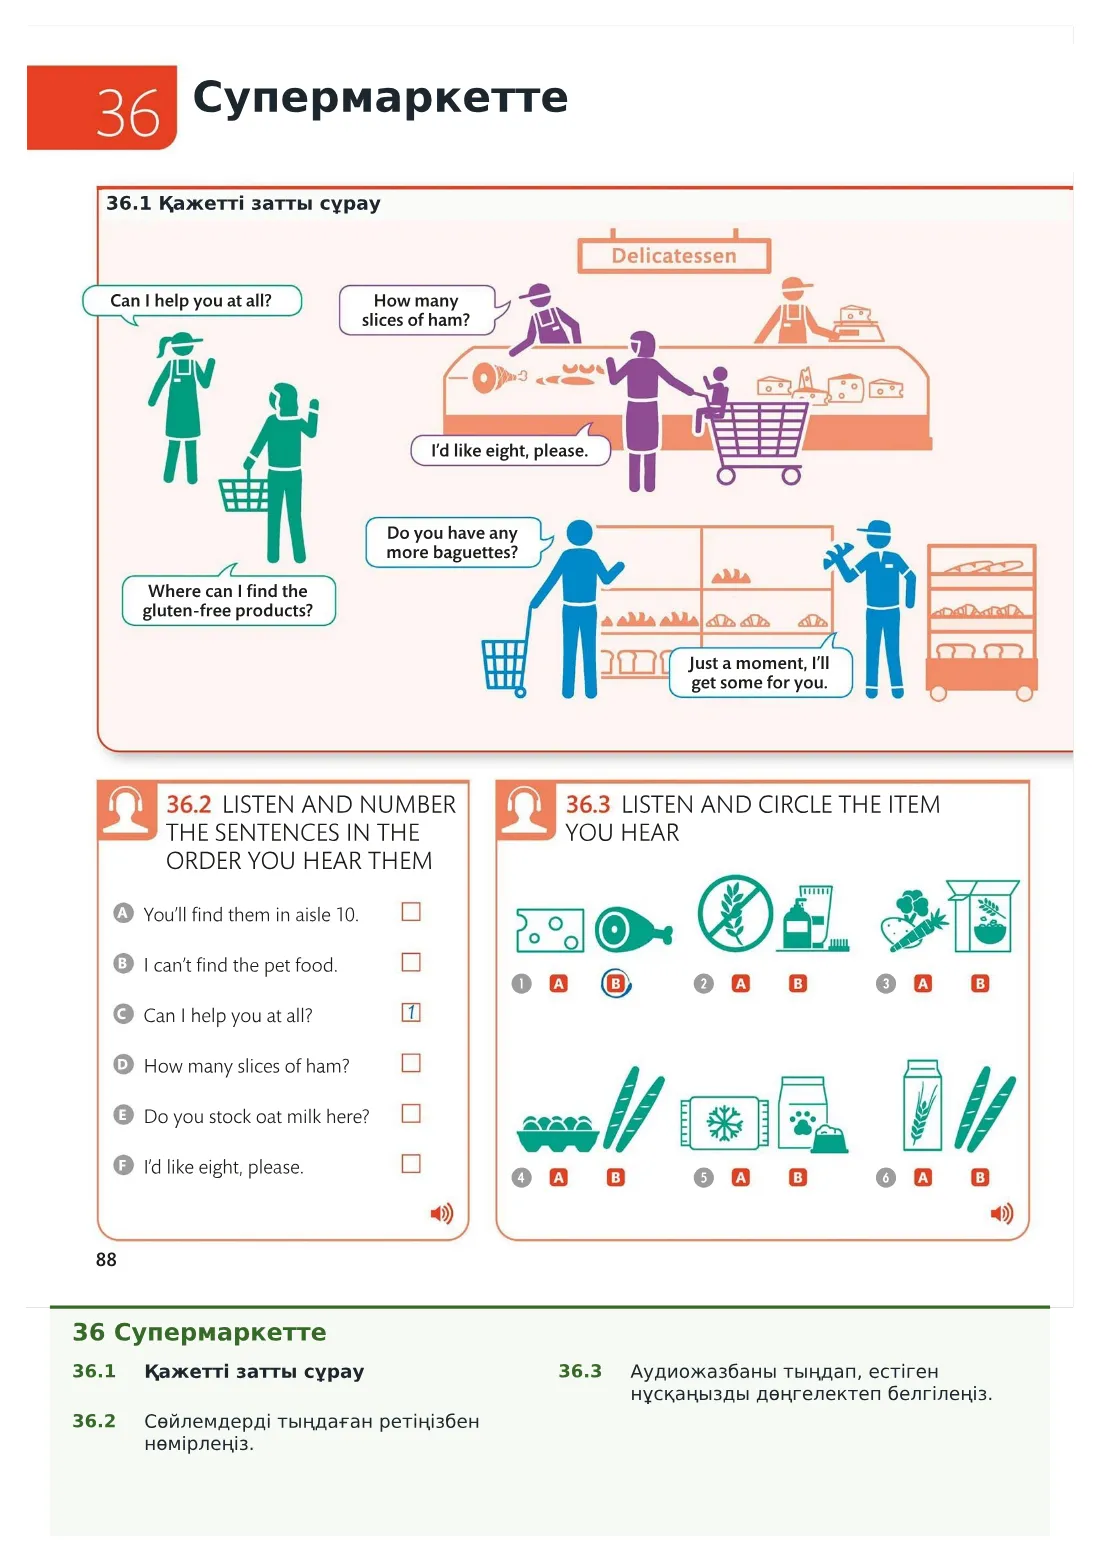 36
Супермаркетте
36.1 Қажетті затты сұрау
Delicatessen
Can I help you at all?
How many
slices of ham?
I'd like eight, please.
Do you have any
more baguettes?
Where can I find the
gluten-free products?
Just a moment, I'll
get some for you.
36.2 LISTEN AND NUMBER
THE SENTENCES IN THE
ORDER YOU HEAR THEM
A You'll find them in aisle 10.
B I can't find the pet food.
C Can I help you at all? 1
D How many slices of ham?
E Do you stock oat milk here?
F I'd like eight, please.
36.3 LISTEN AND CIRCLE THE ITEM
YOU HEAR
1 A B 2 A B 3 A B
4 A B 5 A B 6 A B
88
36 Супермаркетте
36.1 Қажетті затты сұрау
36.2 Сөйлемдерді тыңдаған ретіңізбен
нөмірлеңіз.
36.3 Аудиожазбаны тыңдап, естіген
нұсқаңызды дөңгелектеп белгілеңіз.